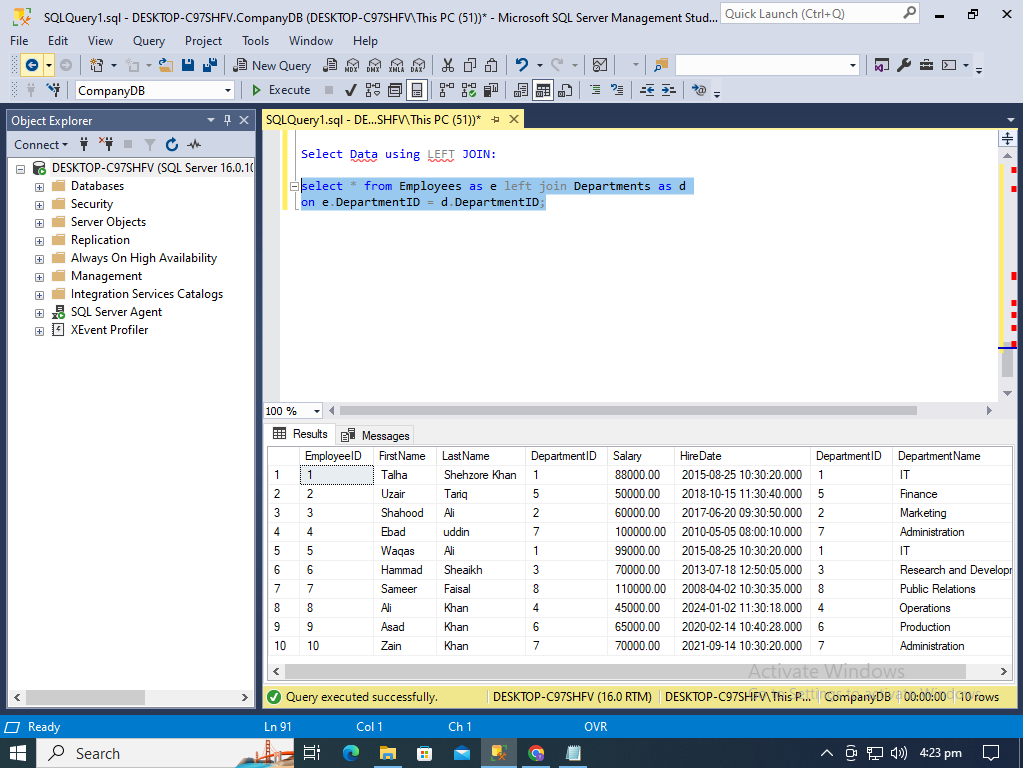 SQLQuery1.sql - DESKTOP-C97SHFV.CompanyDB (DESKTOP-C97SHFV\This PC (51))* - Microsoft SQL Server Management Stud...
Quick Launch (Ctrl+Q)
File Edit View Query Project Tools Window Help
New Query MDX DMX XMLA DAX
CompanyDB Execute
Object Explorer
SQLQuery1.sql - DE...SHFV\This PC (51))*
Connect
DESKTOP-C97SHFV (SQL Server 16.0.10
Databases
Security
Server Objects
Replication
Always On High Availability
Management
Integration Services Catalogs
SQL Server Agent
XEvent Profiler
Select Data using LEFT JOIN:
select * from Employees as e left join Departments as d
on e.DepartmentID = d.DepartmentID;
100 %
Results Messages
EmployeeID FirstName LastName DepartmentID Salary HireDate DepartmentID DepartmentName
1 1 Talha Shehzore Khan 1 88000.00 2015-08-25 10:30:20.000 1 IT
2 2 Uzair Tariq 5 50000.00 2018-10-15 11:30:40.000 5 Finance
3 3 Shahood Ali 2 60000.00 2017-06-20 09:30:50.000 2 Marketing
4 4 Ebad uddin 7 100000.00 2010-05-05 08:00:10.000 7 Administration
5 5 Waqas Ali 1 99000.00 2015-08-25 10:30:20.000 1 IT
6 6 Hammad Sheaikh 3 70000.00 2013-07-18 12:50:05.000 3 Research and Developr
7 7 Sameer Faisal 8 110000.00 2008-04-02 10:30:35.000 8 Public Relations
8 8 Ali Khan 4 45000.00 2024-01-02 11:30:18.000 4 Operations
9 9 Asad Khan 6 65000.00 2020-02-14 10:40:28.000 6 Production
10 10 Zain Khan 7 70000.00 2021-09-14 10:30:20.000 7 Administration
Activate Windows
Query executed successfully. DESKTOP-C97SHFV (16.0 RTM) DESKTOP-C97SHFV\This P... CompanyDB 00:00:00 10 rows
Ready Ln 91 Col 1 Ch 1 OVR
Search 4:23 pm